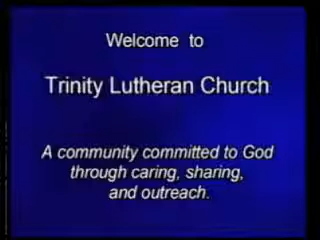 Welcome to
Trinity Lutheran Church
A community committed to God
through caring, sharing,
and outreach.